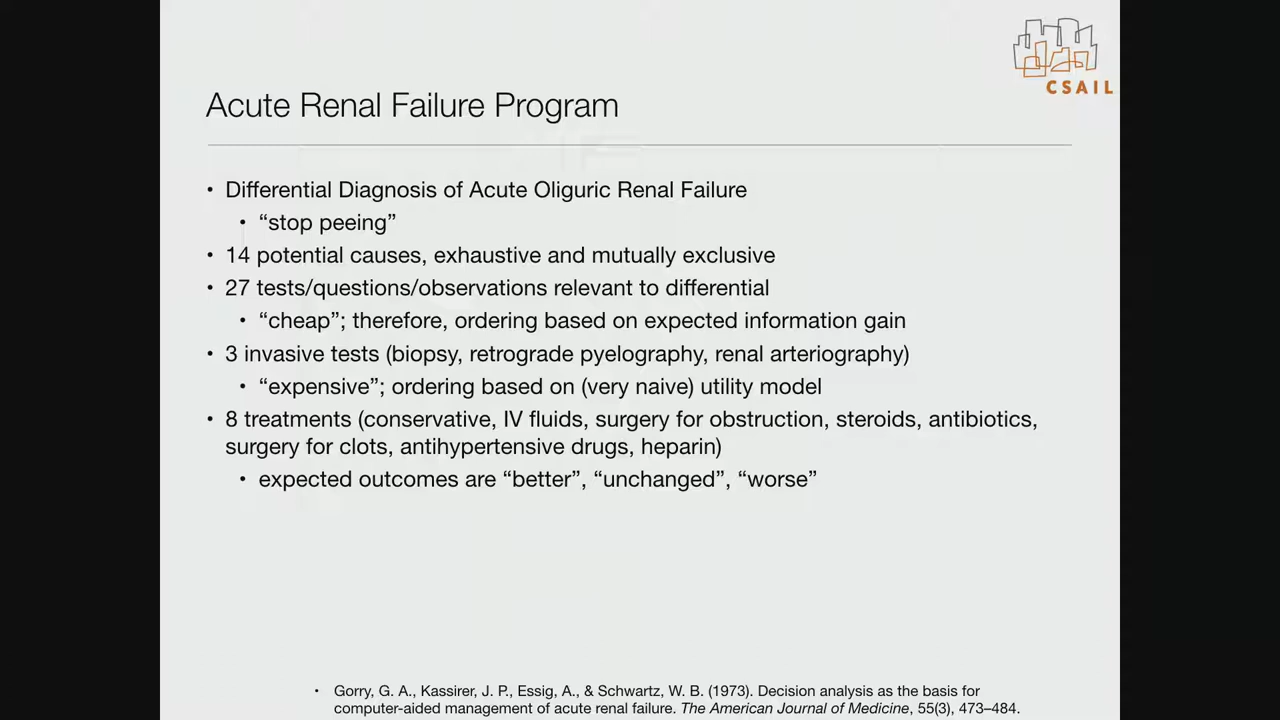 CSAIL
Acute Renal Failure Program
• Differential Diagnosis of Acute Oliguric Renal Failure
• “stop peeing”
• 14 potential causes, exhaustive and mutually exclusive
• 27 tests/questions/observations relevant to differential
• “cheap”; therefore, ordering based on expected information gain
• 3 invasive tests (biopsy, retrograde pyelography, renal arteriography)
• “expensive”; ordering based on (very naive) utility model
• 8 treatments (conservative, IV fluids, surgery for obstruction, steroids, antibiotics,
surgery for clots, antihypertensive drugs, heparin)
• expected outcomes are “better”, “unchanged”, “worse”
• Gorry, G. A., Kassirer, J. P., Essig, A., & Schwartz, W. B. (1973). Decision analysis as the basis for
computer-aided management of acute renal failure. The American Journal of Medicine, 55(3), 473–484.